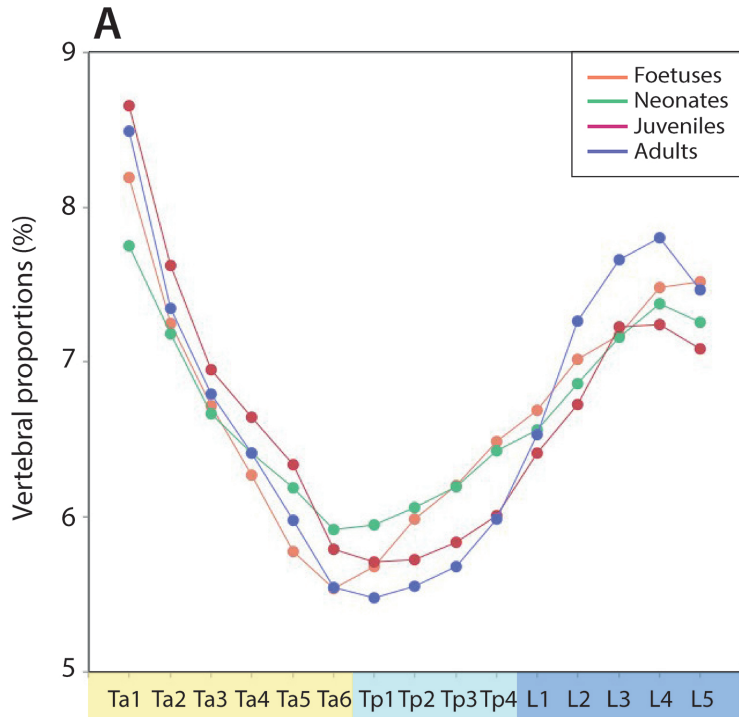 A
9
8
7
6
5
Vertebral proportions (%)
Foetuses
Neonates
Juveniles
Adults
Ta1 Ta2 Ta3 Ta4 Ta5 Ta6 Tp1 Tp2 Tp3 Tp4 L1 L2 L3 L4 L5